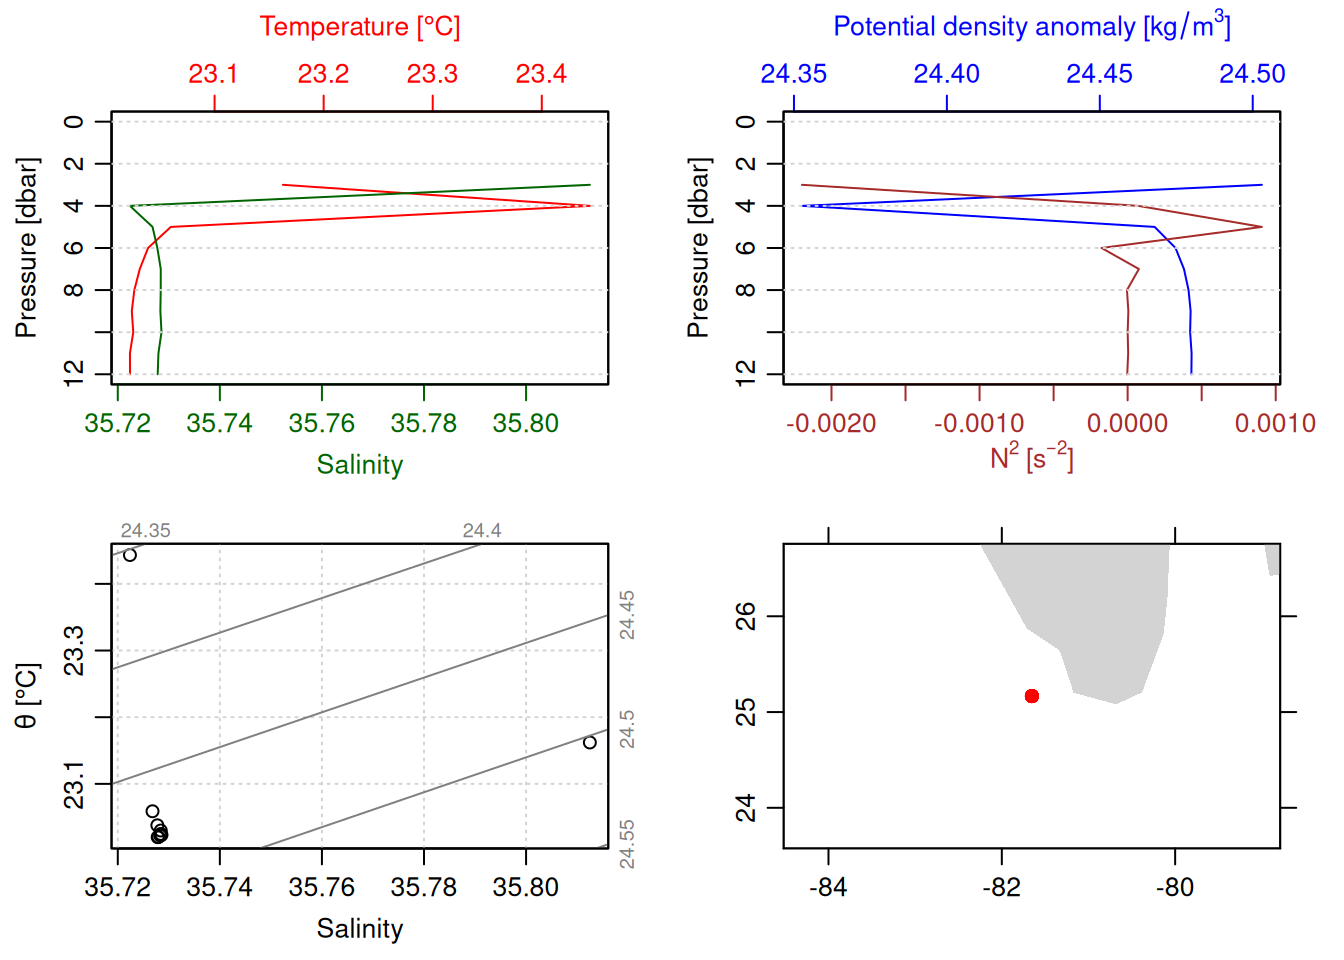 Temperature [°C]
23.1 23.2 23.3 23.4
0
2
4
6
8
12
Pressure [dbar]
35.72 35.74 35.76 35.78 35.80
Salinity
Potential density anomaly [kg/m³]
24.35 24.40 24.45 24.50
0
2
4
6
8
12
Pressure [dbar]
-0.0020 -0.0010 0.0000 0.0010
N² [s⁻²]
24.35 24.4
24.45
24.5
24.55
23.3
23.1
θ [°C]
35.72 35.74 35.76 35.78 35.80
Salinity
26
25
24
-84 -82 -80